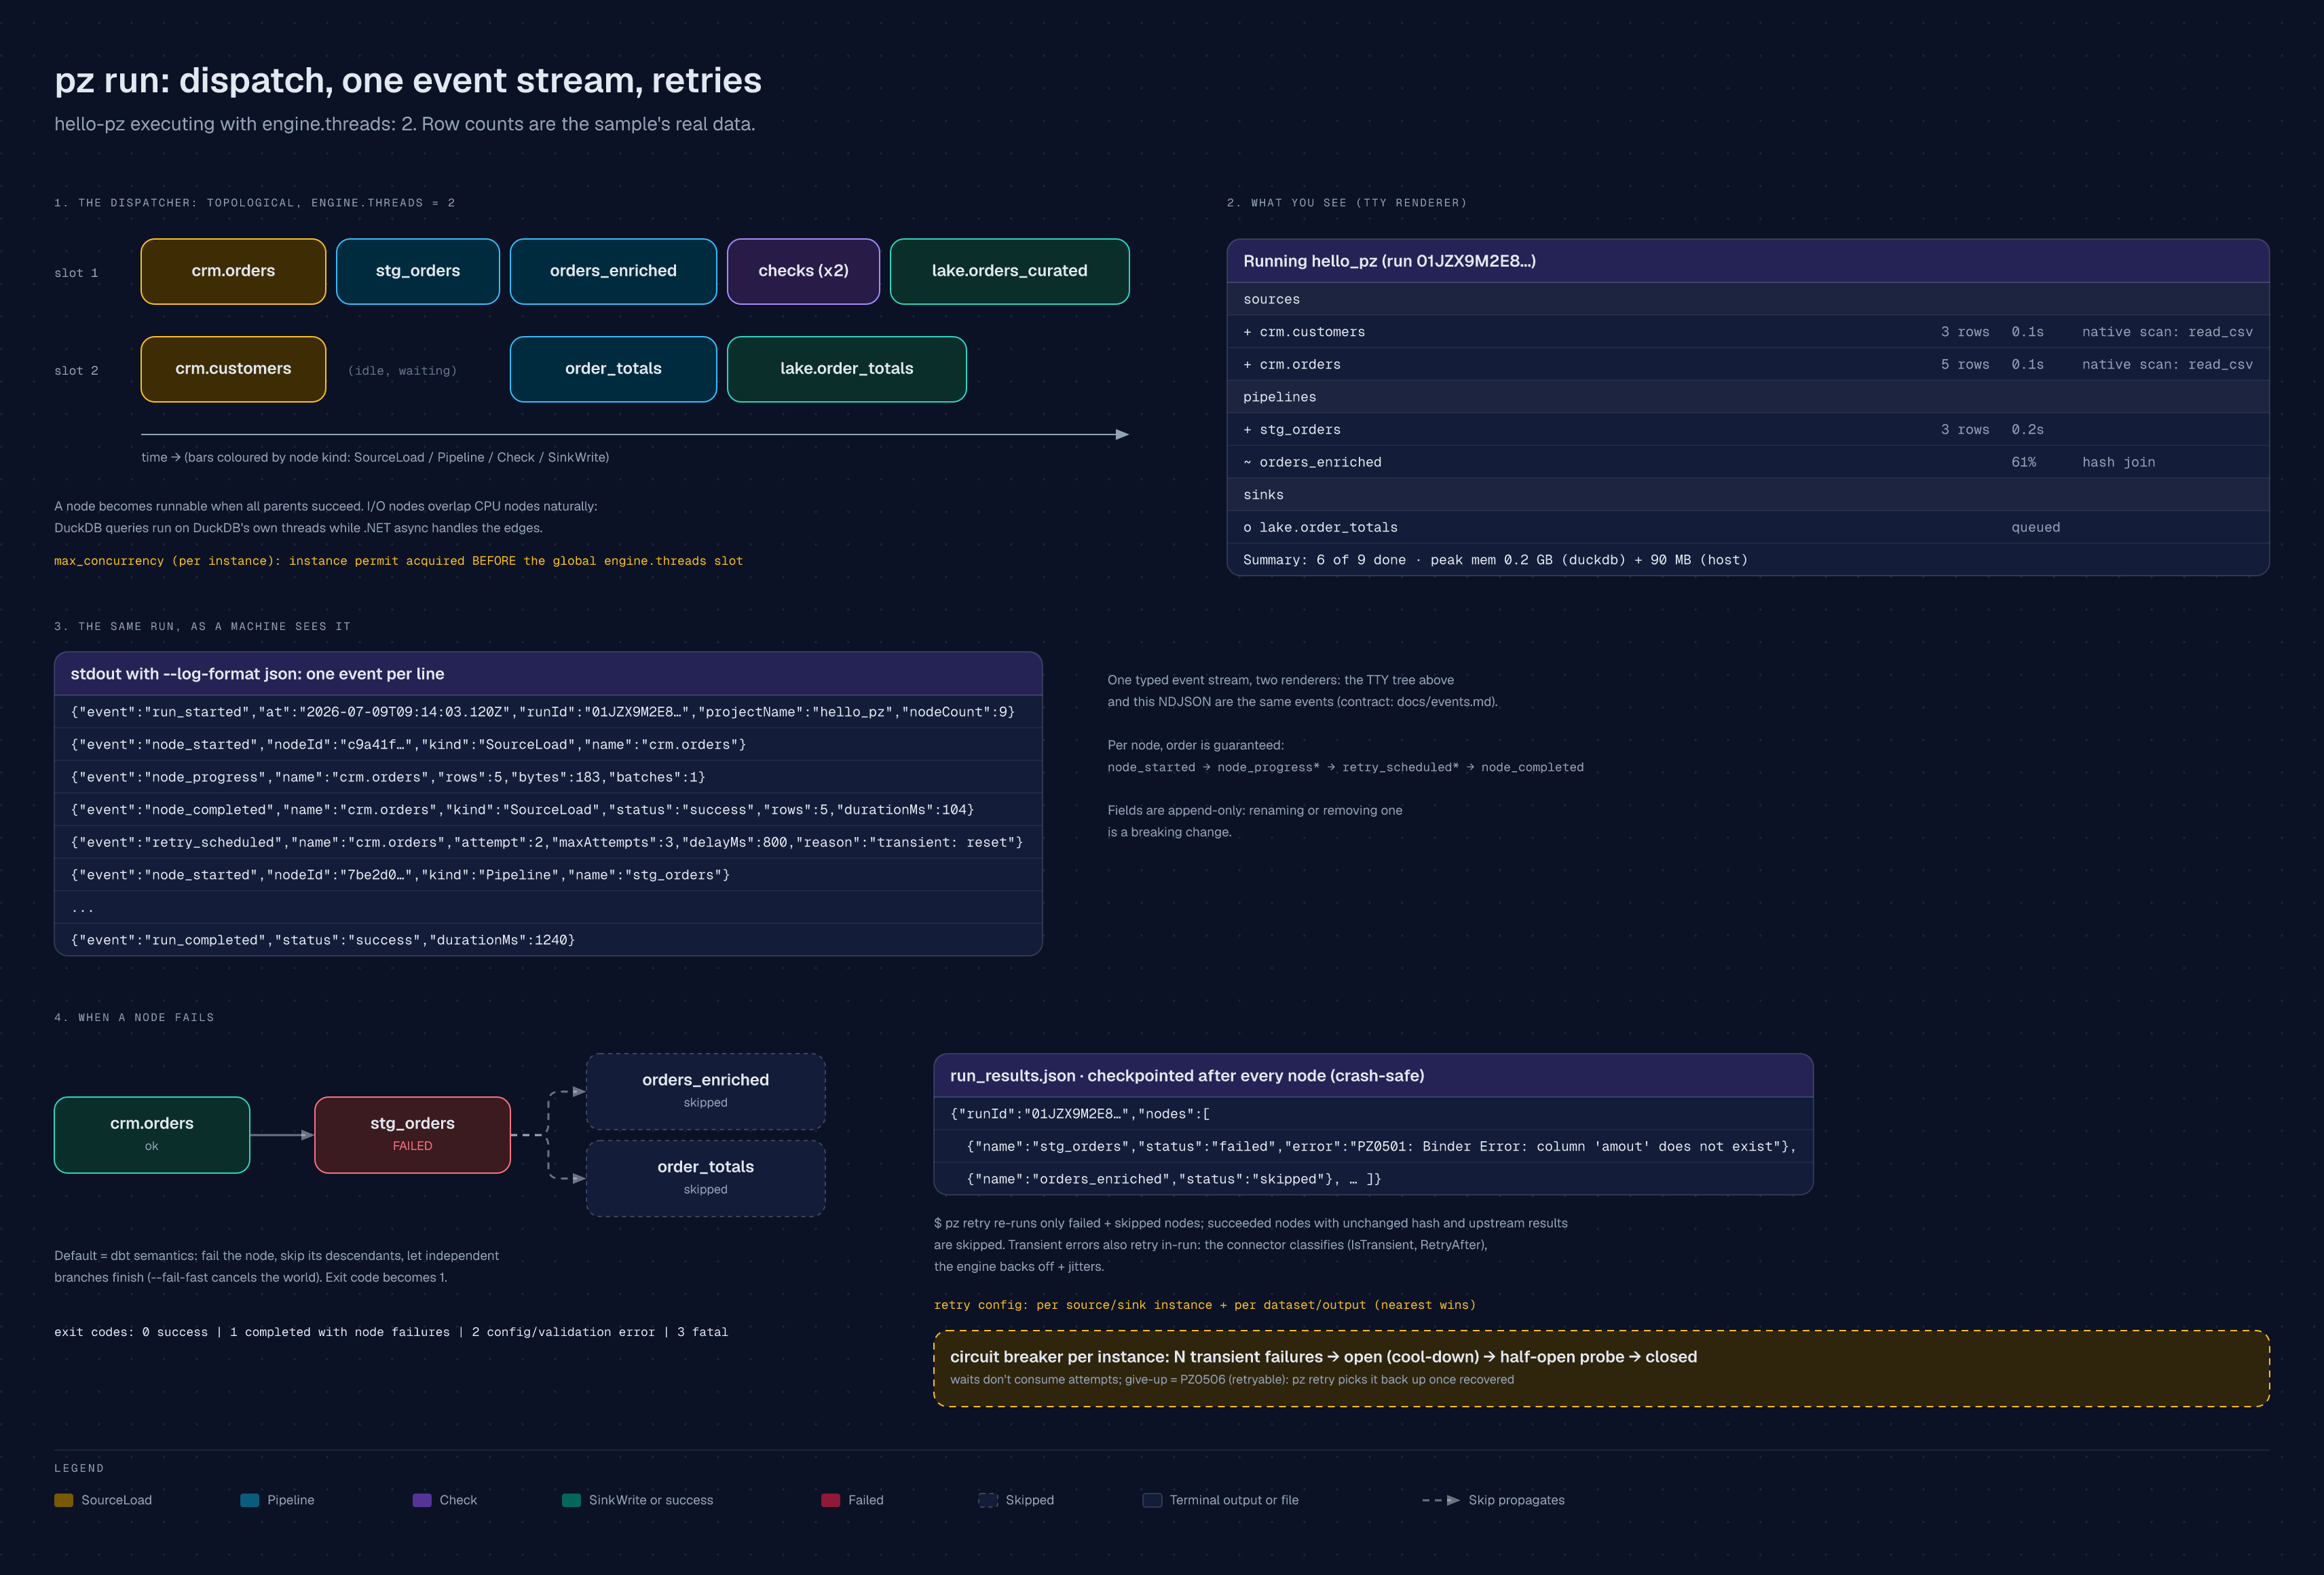 pz run: dispatch, one event stream, retries
hello-pz executing with engine.threads: 2. Row counts are the sample's real data.
1. THE DISPATCHER: TOPOLOGICAL, ENGINE.THREADS = 2
slot 1
crm.orders
stg_orders
orders_enriched
checks (x2)
lake.orders_curated
slot 2
crm.customers
(idle, waiting)
order_totals
lake.order_totals
time → (bars coloured by node kind: SourceLoad / Pipeline / Check / SinkWrite)
A node becomes runnable when all parents succeed. I/O nodes overlap CPU nodes naturally:
DuckDB queries run on DuckDB's own threads while .NET async handles the edges.
max_concurrency (per instance): instance permit acquired BEFORE the global engine.threads slot
2. WHAT YOU SEE (TTY RENDERER)
Running hello_pz (run 01JZX9M2E8…)
sources
+ crm.customers 3 rows 0.1s native scan: read_csv
+ crm.orders 5 rows 0.1s native scan: read_csv
pipelines
+ stg_orders 3 rows 0.2s
~ orders_enriched 61% hash join
sinks
o lake.order_totals queued
Summary: 6 of 9 done · peak mem 0.2 GB (duckdb) + 90 MB (host)
3. THE SAME RUN, AS A MACHINE SEES IT
stdout with --log-format json: one event per line
{"event":"run_started","at":"2026-07-09T09:14:03.120Z","runId":"01JZX9M2E8…","projectName":"hello_pz","nodeCount":9}
{"event":"node_started","nodeId":"c9a41f…","kind":"SourceLoad","name":"crm.orders"}
{"event":"node_progress","name":"crm.orders","rows":5,"bytes":183,"batches":1}
{"event":"node_completed","name":"crm.orders","kind":"SourceLoad","status":"success","rows":5,"durationMs":104}
{"event":"retry_scheduled","name":"crm.orders","attempt":2,"maxAttempts":3,"delayMs":800,"reason":"transient: reset"}
{"event":"node_started","nodeId":"7be2d0…","kind":"Pipeline","name":"stg_orders"}
...
{"event":"run_completed","status":"success","durationMs":1240}
One typed event stream, two renderers: the TTY tree above
and this NDJSON are the same events (contract: docs/events.md).
Per node, order is guaranteed:
node_started → node_progress* → retry_scheduled* → node_completed
Fields are append-only: renaming or removing one
is a breaking change.
4. WHEN A NODE FAILS
crm.orders
ok
stg_orders
FAILED
orders_enriched
skipped
order_totals
skipped
Default = dbt semantics: fail the node, skip its descendants, let independent
branches finish (--fail-fast cancels the world). Exit code becomes 1.
exit codes: 0 success | 1 completed with node failures | 2 config/validation error | 3 fatal
run_results.json · checkpointed after every node (crash-safe)
{"runId":"01JZX9M2E8…","nodes":[
{"name":"stg_orders","status":"failed","error":"PZ0501: Binder Error: column 'amout' does not exist"},
{"name":"orders_enriched","status":"skipped"}, … ]}
$ pz retry re-runs only failed + skipped nodes; succeeded nodes with unchanged hash and upstream results
are skipped. Transient errors also retry in-run: the connector classifies (IsTransient, RetryAfter),
the engine backs off + jitters.
retry config: per source/sink instance + per dataset/output (nearest wins)
circuit breaker per instance: N transient failures → open (cool-down) → half-open probe → closed
waits don't consume attempts; give-up = PZ0506 (retryable): pz retry picks it back up once recovered
LEGEND
SourceLoad
Pipeline
Check
SinkWrite or success
Failed
Skipped
Terminal output or file
Skip propagates